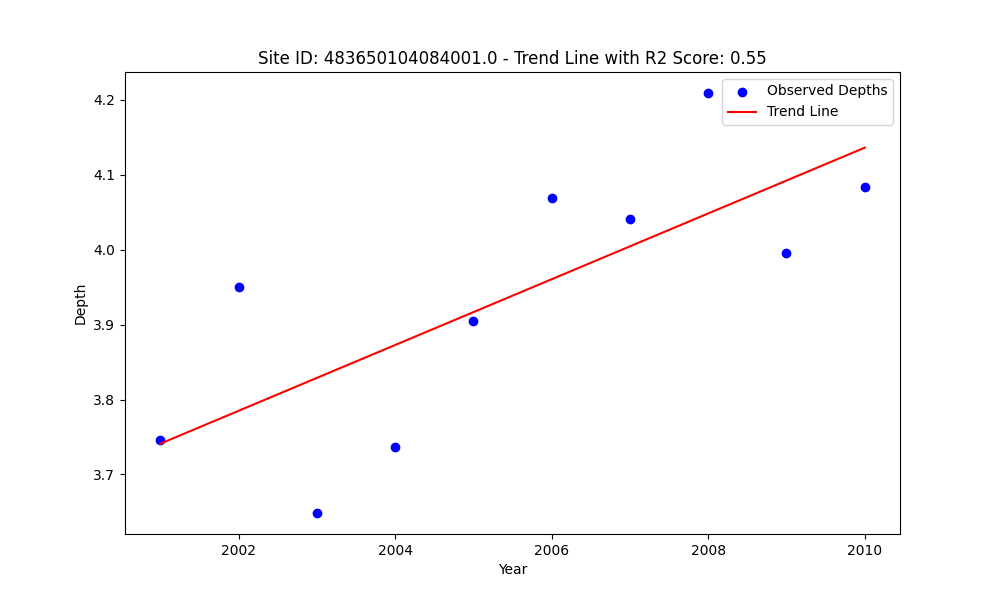 Site ID: 483650104084001.0 - Trend Line with R2 Score: 0.55
Observed Depths
Trend Line
4.2
4.1
4.0
3.9
3.8
3.7
Depth
2002
2004
2006
2008
2010
Year